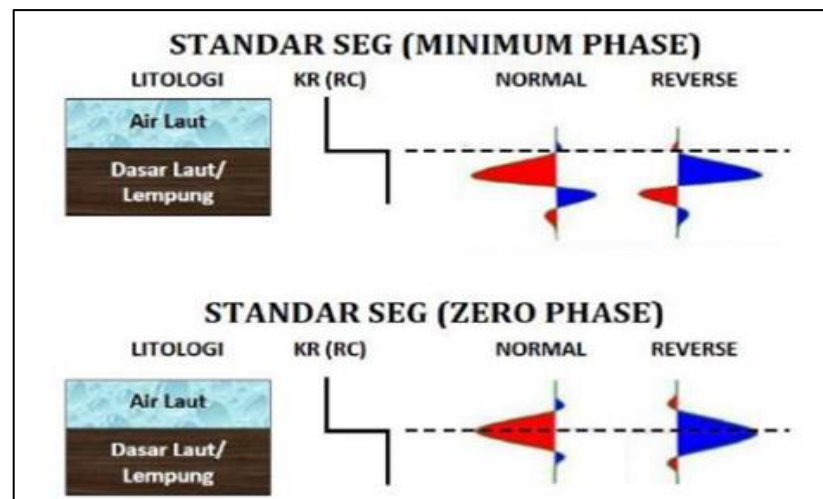 STANDAR SEG (MINIMUM PHASE)
LITOLOGI KR (RC) NORMAL REVERSE
Air Laut
Dasar Laut/
Lempung
STANDAR SEG (ZERO PHASE)
LITOLOGI KR (RC) NORMAL REVERSE
Air Laut
Dasar Laut/
Lempung